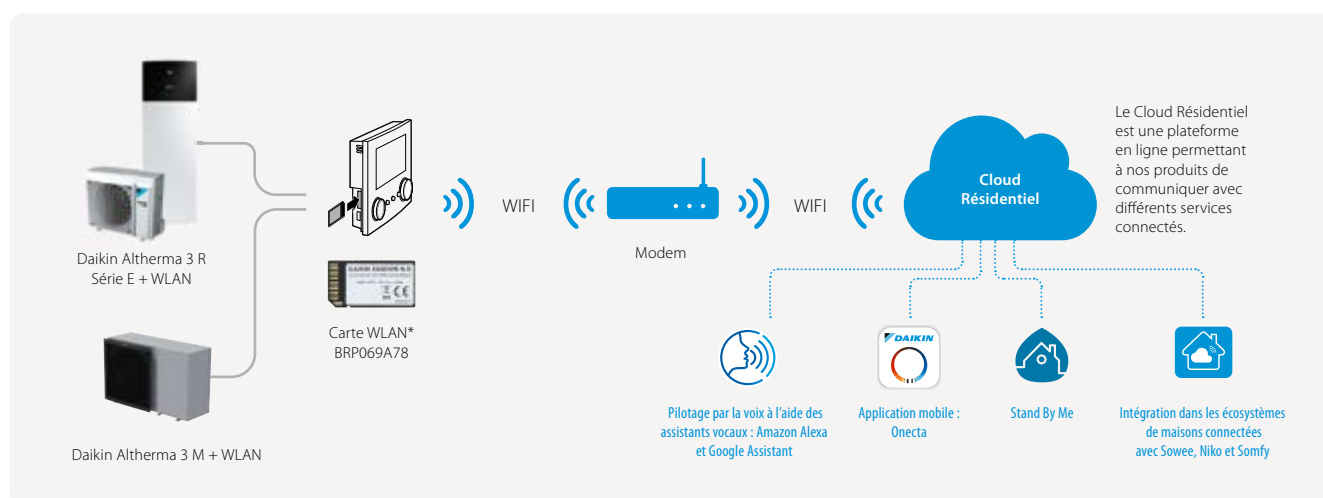 Daikin Altherma 3 R
Série E + WLAN
Daikin Altherma 3 M + WLAN
Carte WLAN*
BRP069A78
WIFI
Modem
WIFI
Cloud
Résidentiel
Le Cloud Résidentiel
est une plateforme
en ligne permettant
à nos produits de
communiquer avec
différents services
connectés.
Pilotage par la voix à l'aide des
assistants vocaux : Amazon Alexa
et Google Assistant
DAIKIN
Application mobile :
Onecta
Stand By Me
Intégration dans les écosystèmes
de maisons connectées
avec Sowee, Niko et Somfy